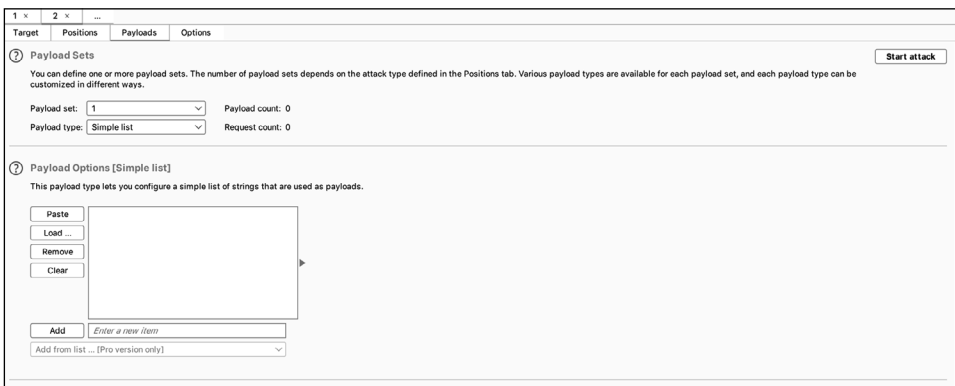 1 × 2 × ...
Target Positions Payloads Options
? Payload Sets Start attack
You can define one or more payload sets. The number of payload sets depends on the attack type defined in the Positions tab. Various payload types are available for each payload set, and each payload type can be
customized in different ways.
Payload set: 1 Payload count: 0
Payload type: Simple list Request count: 0
? Payload Options [Simple list]
This payload type lets you configure a simple list of strings that are used as payloads.
Paste
Load ...
Remove
Clear
Add Enter a new item
Add from list ... [Pro version only]